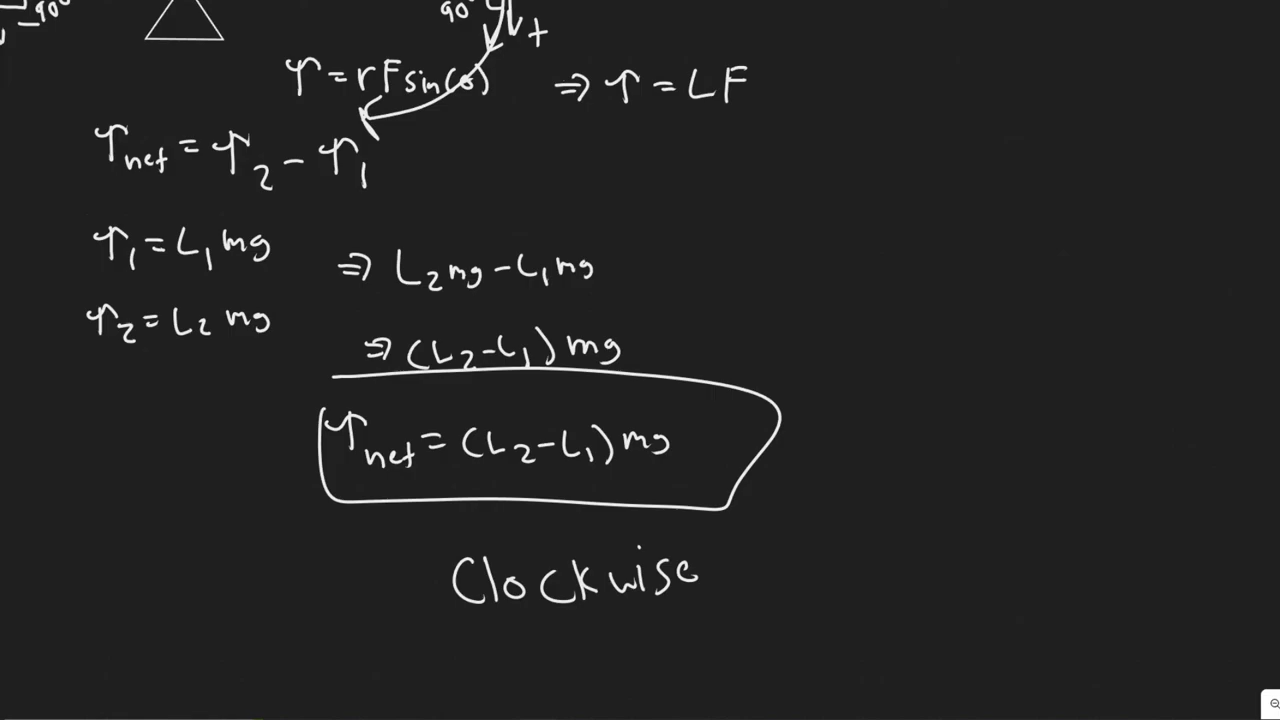 -90°
90° +
τ = rFsin(θ) ⇒ τ = LF
τnet = τ2 - τ1
τ1 = L1mg ⇒ L2mg - L1mg
τ2 = L2mg
⇒ (L2-L1)mg
τnet = (L2-L1)mg
Clockwise